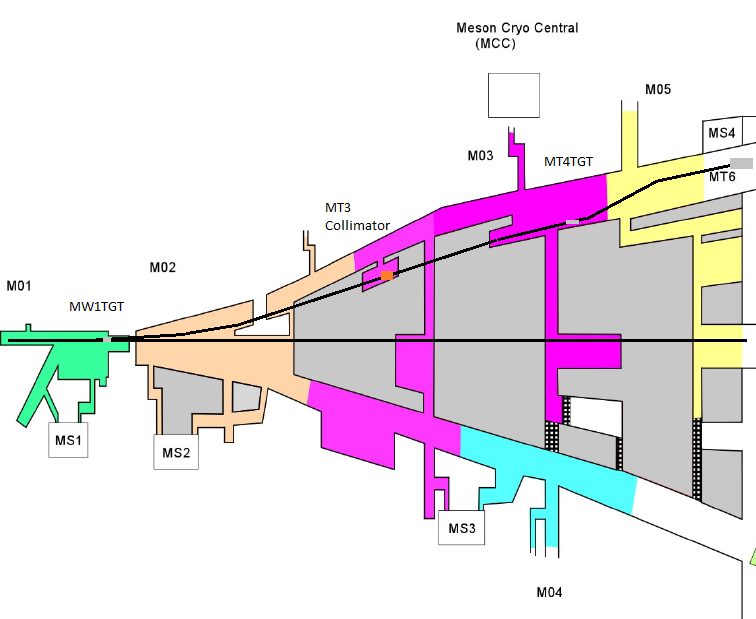 Meson Cryo Central
(MCC)
M05
MS4
M03
MT4TGT
MT6
MT3
Collimator
M02
M01
MW1TGT
MS1
MS2
MS3
M04